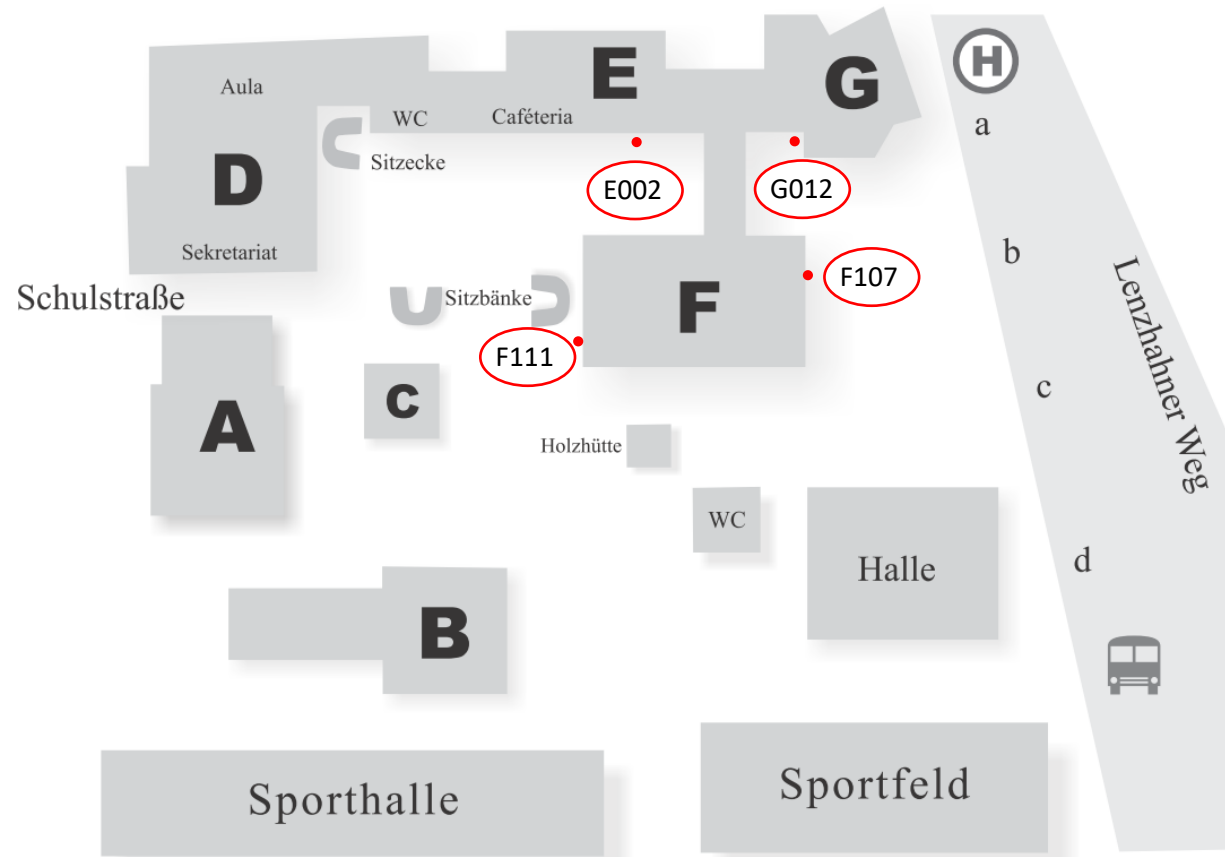 E
G
H
Aula
WC
Caféteria
a
Sitzecke
D
E002
G012
Sekretariat
b
F107
Schulstraße
Sitzbänke
F
Lenzhahner Weg
F111
c
C
A
Holzhütte
WC
Halle
d
B
Sporthalle
Sportfeld